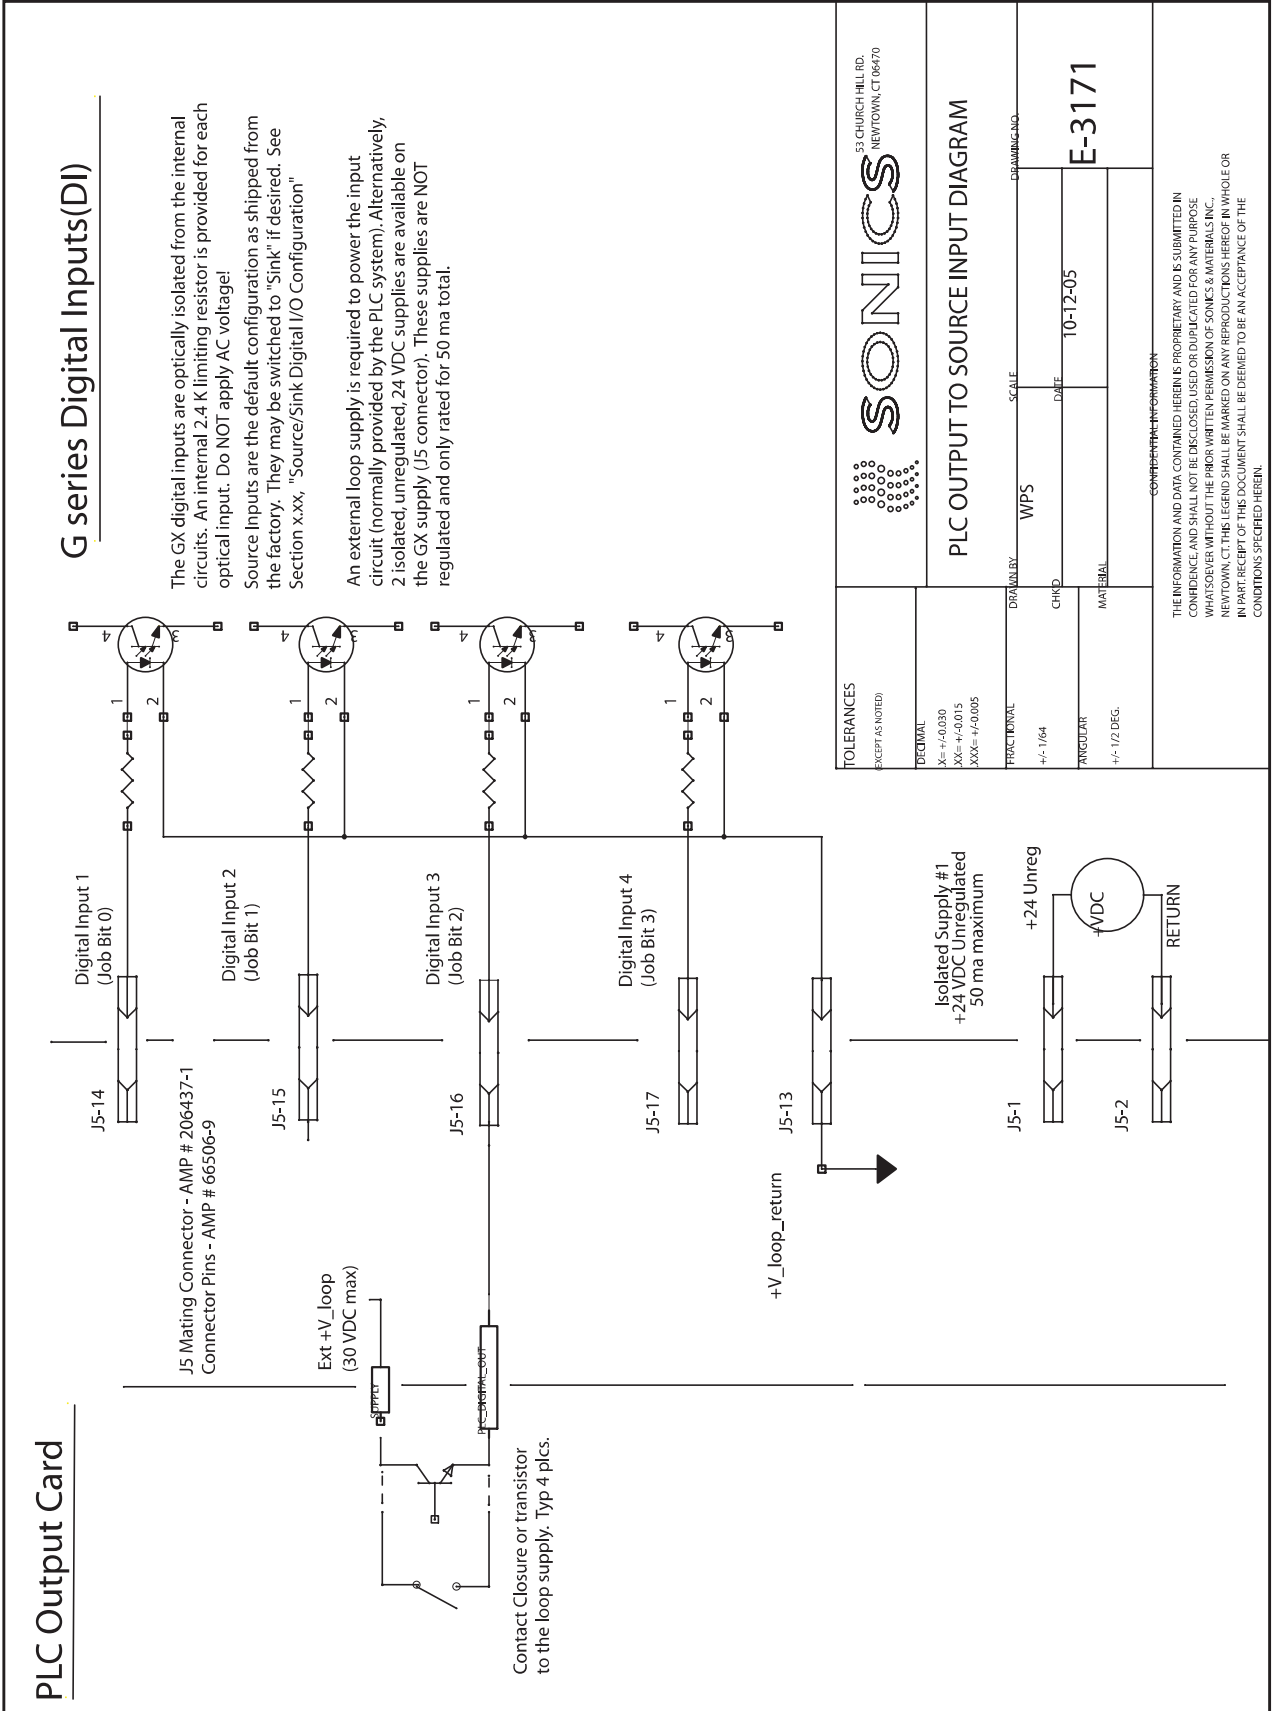 PLC Output Card
G series Digital Inputs(DI)
The GX digital inputs are optically isolated from the internal
circuits. An internal 2.4 K limiting resistor is provided for each
optical input. Do NOT apply AC voltage!
Source Inputs are the default configuration as shipped from
the factory. They may be switched to "Sink" if desired. See
Section x.xx, "Source/Sink Digital I/O Configuration"
An external loop supply is required to power the input
circuit (normally provided by the PLC system). Alternatively,
2 isolated, unregulated, 24 VDC supplies are available on
the GX supply (J5 connector). These supplies are NOT
regulated and only rated for 50 ma total.
J5 Mating Connector - AMP # 206437-1
Connector Pins - AMP # 66506-9
Ext +V_loop
(30 VDC max)
SUPPLY
PLC_DIGITAL_OUT
Contact Closure or transistor
to the loop supply. Typ 4 plcs.
J5-14
Digital Input 1
(Job Bit 0)
1
2
4
3
J5-15
Digital Input 2
(Job Bit 1)
1
2
4
3
J5-16
Digital Input 3
(Job Bit 2)
1
2
4
3
J5-17
Digital Input 4
(Job Bit 3)
1
2
4
3
+V_loop_return
J5-13
Isolated Supply #1
+24 VDC Unregulated
50 ma maximum
J5-1
+24 Unreg
+VDC
J5-2
RETURN
TOLERANCES
(EXCEPT AS NOTED)
DECIMAL
.X= +/-0.030
.XX= +/-0.015
.XXX= +/-0.005
FRACTIONAL
+/- 1/64
ANGULAR
+/- 1/2 DEG.
SONICS
53 CHURCH HILL RD.
NEWTOWN, CT 06470
PLC OUTPUT TO SOURCE INPUT DIAGRAM
DRAWN BY
WPS
SCALE
DRAWING NO.
E-3171
CHK'D
DATE
10-12-05
MATERIAL
CONFIDENTIAL INFORMATION
THE INFORMATION AND DATA CONTAINED HEREIN IS PROPRIETARY AND IS SUBMITTED IN
CONFIDENCE, AND SHALL NOT BE DISCLOSED, USED OR DUPLICATED FOR ANY PURPOSE
WHATSOEVER WITHOUT THE PRIOR WRITTEN PERMISSION OF SONICS & MATERIALS INC.,
NEWTOWN, CT. THIS LEGEND SHALL BE MARKED ON ANY REPRODUCTIONS HEREOF IN WHOLE OR
IN PART. RECEIPT OF THIS DOCUMENT SHALL BE DEEMED TO BE AN ACCEPTANCE OF THE
CONDITIONS SPECIFIED HEREIN.